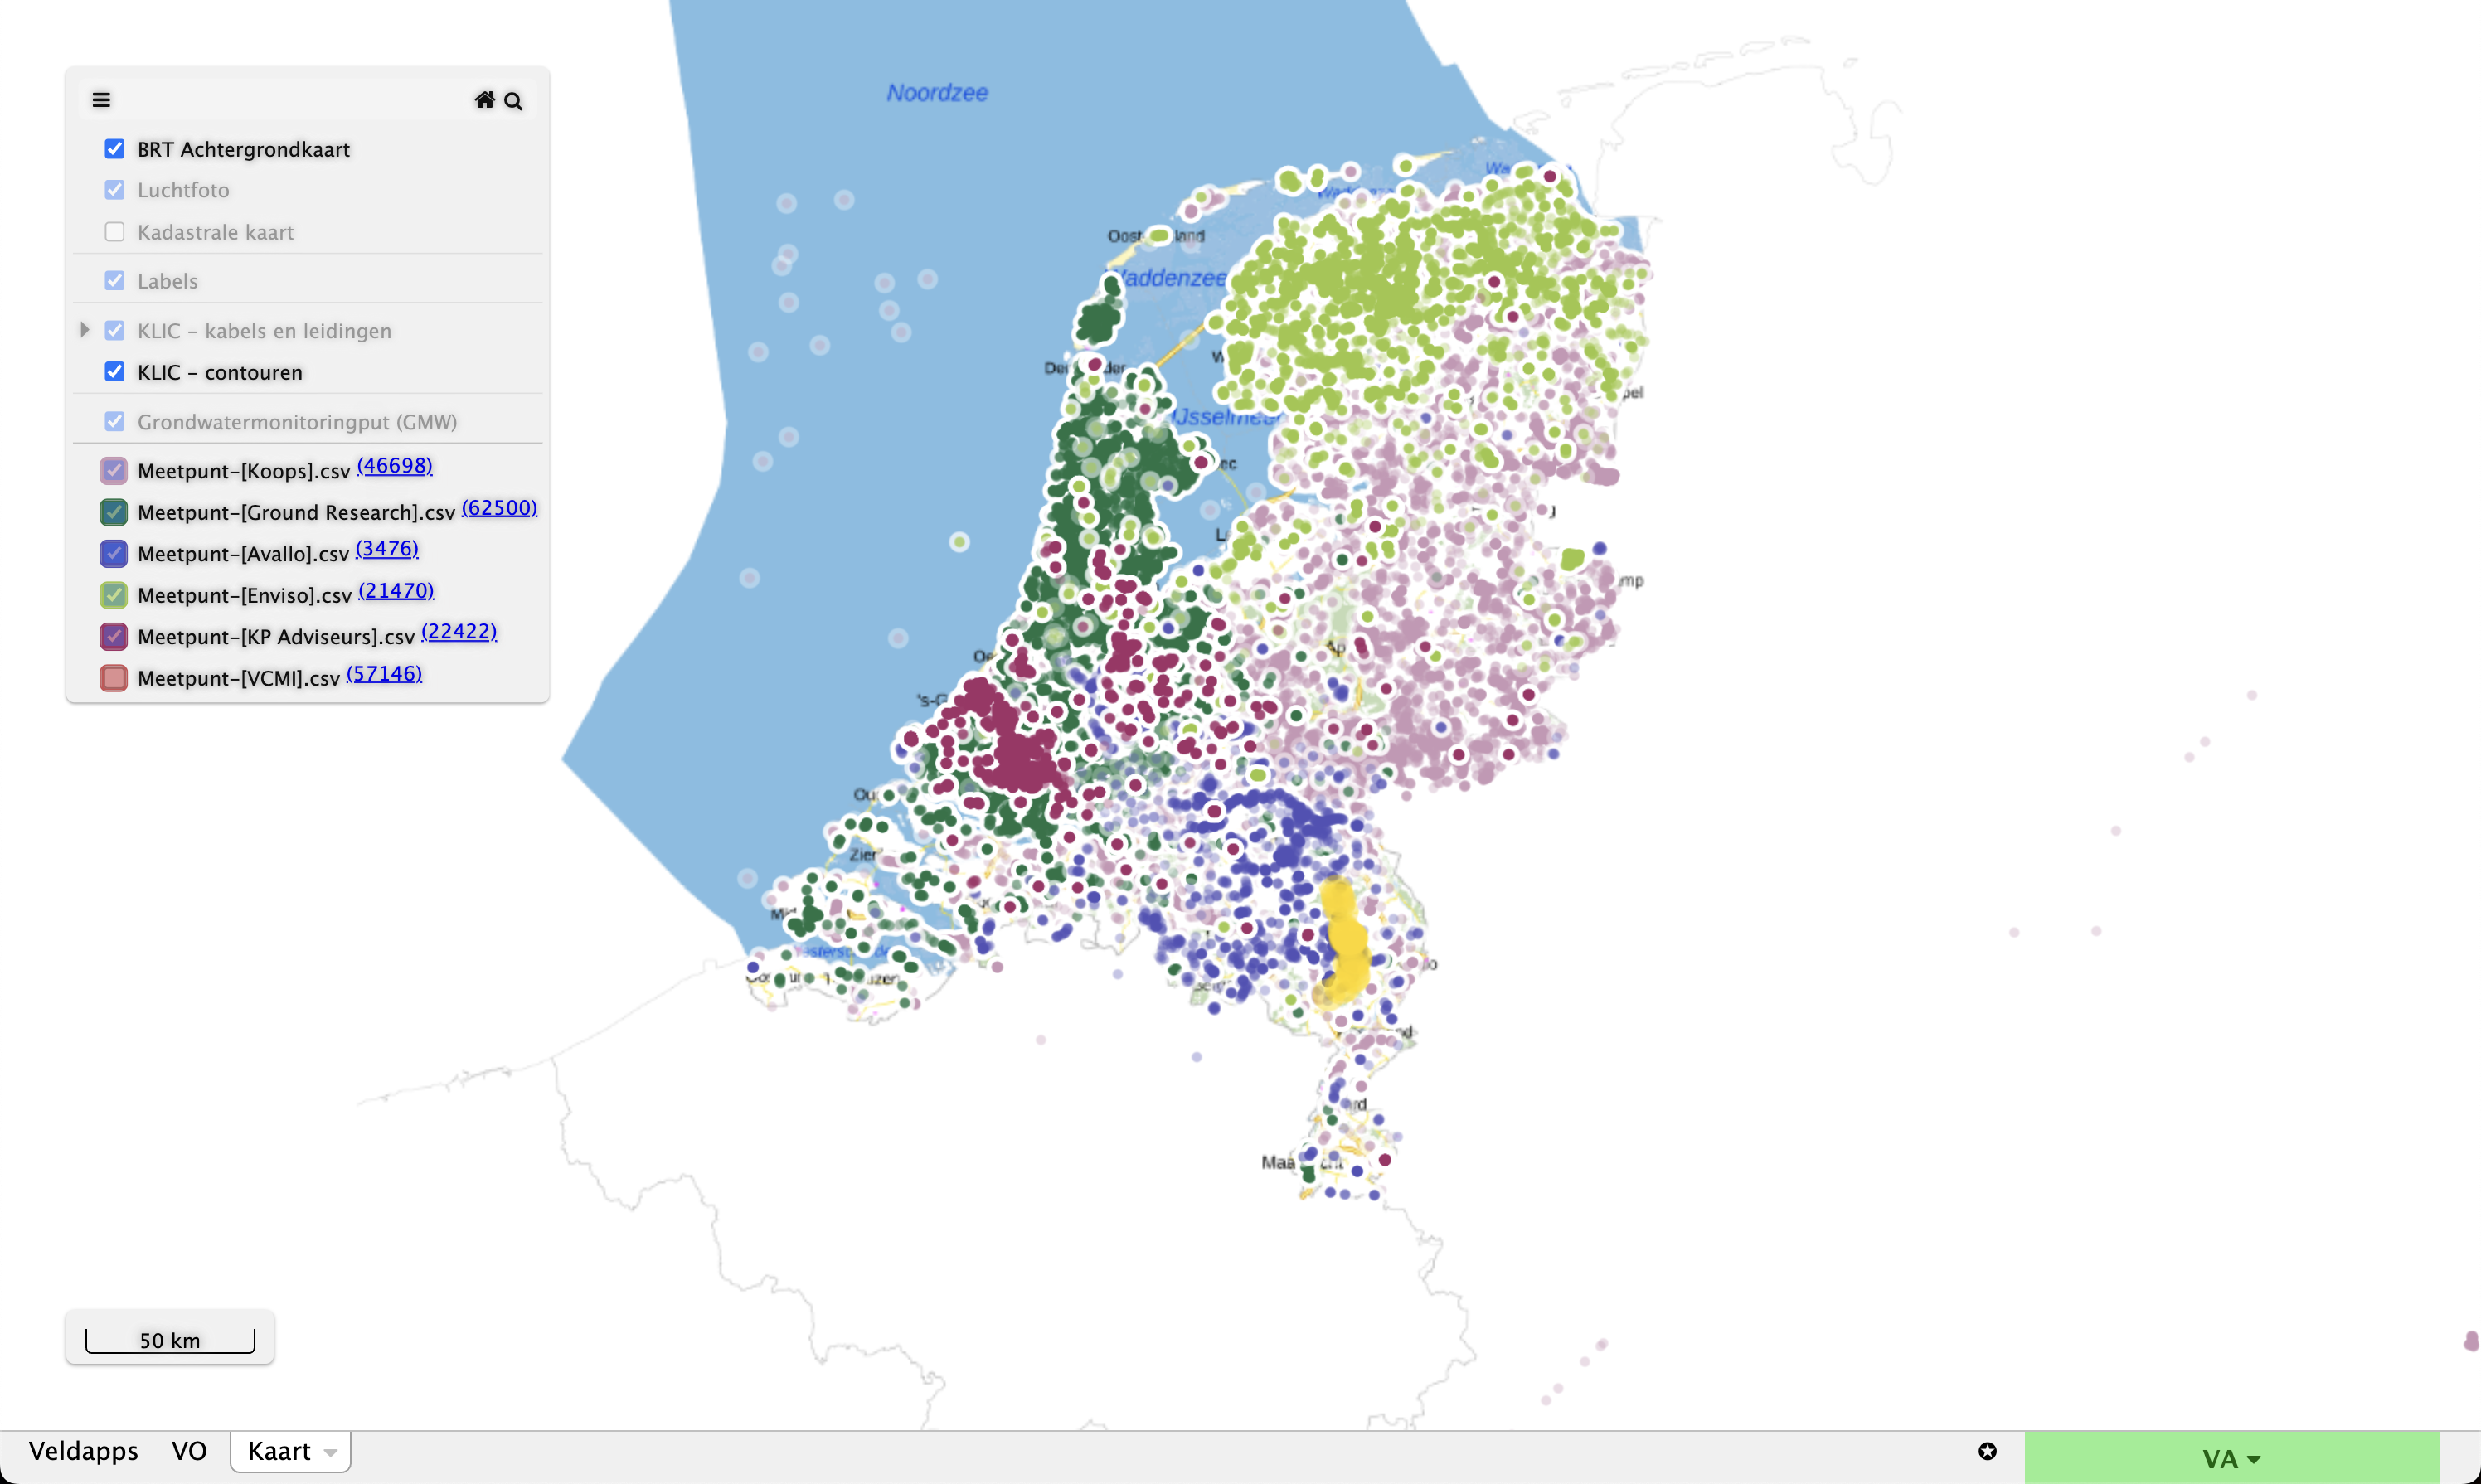 BRT Achtergrondkaart
Luchtfoto
Kadastrale kaart
Labels
KLIC – kabels en leidingen
KLIC – contouren
Grondwatermonitoringput (GMW)
Meetpunt–[Koops].csv (46698)
Meetpunt–[Ground Research].csv (62500)
Meetpunt–[Avallo].csv (3476)
Meetpunt–[Enviso].csv (21470)
Meetpunt–[KP Adviseurs].csv (22422)
Meetpunt–[VCMI].csv (57146)
Noordzee
Waddenzee
IJsselmeer
50 km
Veldapps
VO
Kaart
VA